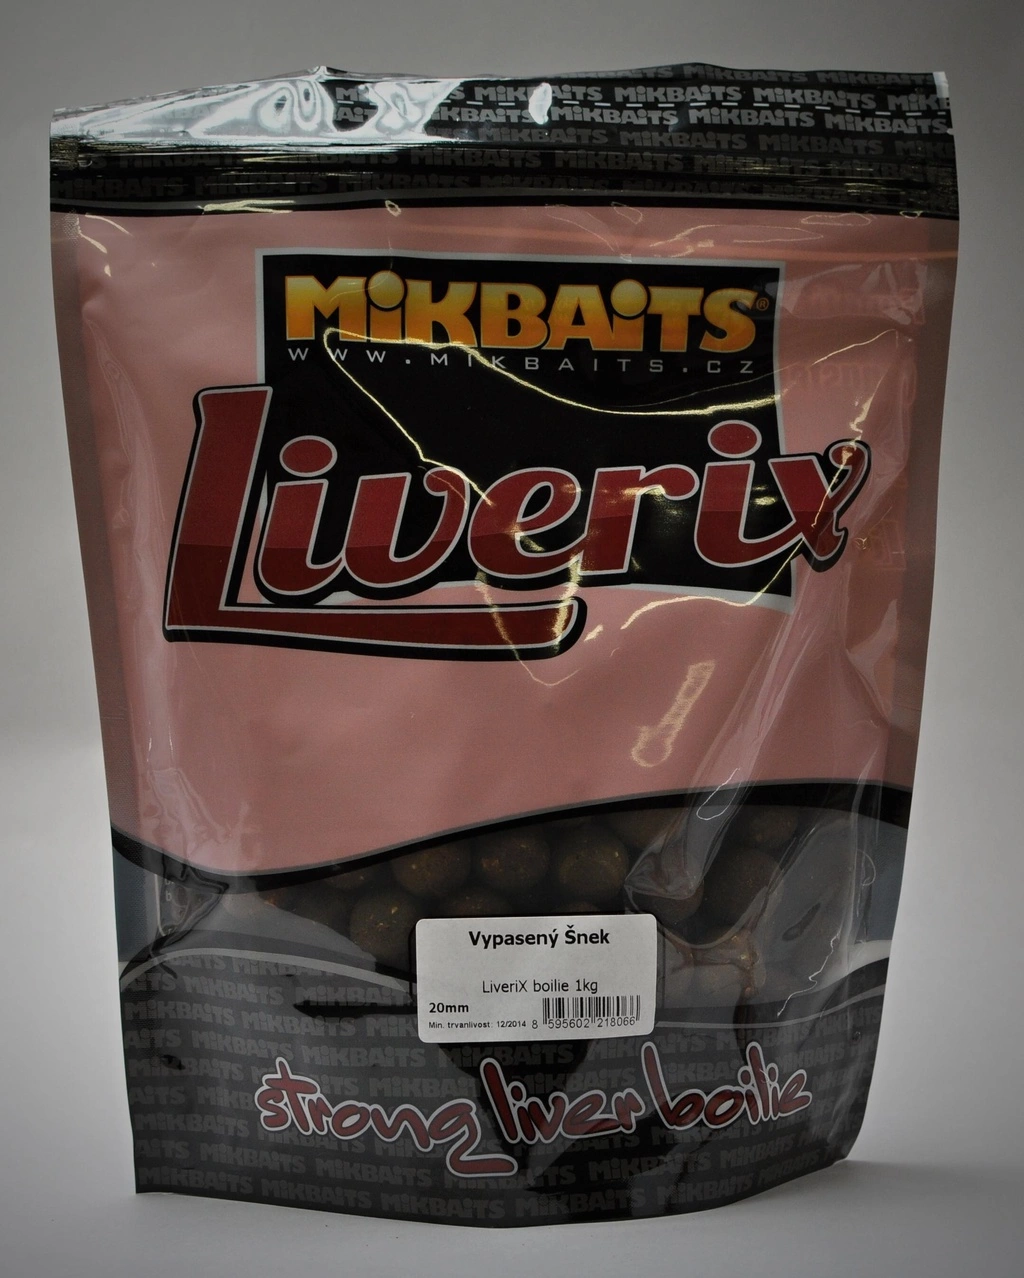 MiKBAiTS®
WWW.MIKBAITS.CZ
Liverix
Vypasený Šnek
LiveriX boilie 1kg
20mm
Min. trvanlivost: 12/2014
8 595602 218066
strong liver boilie